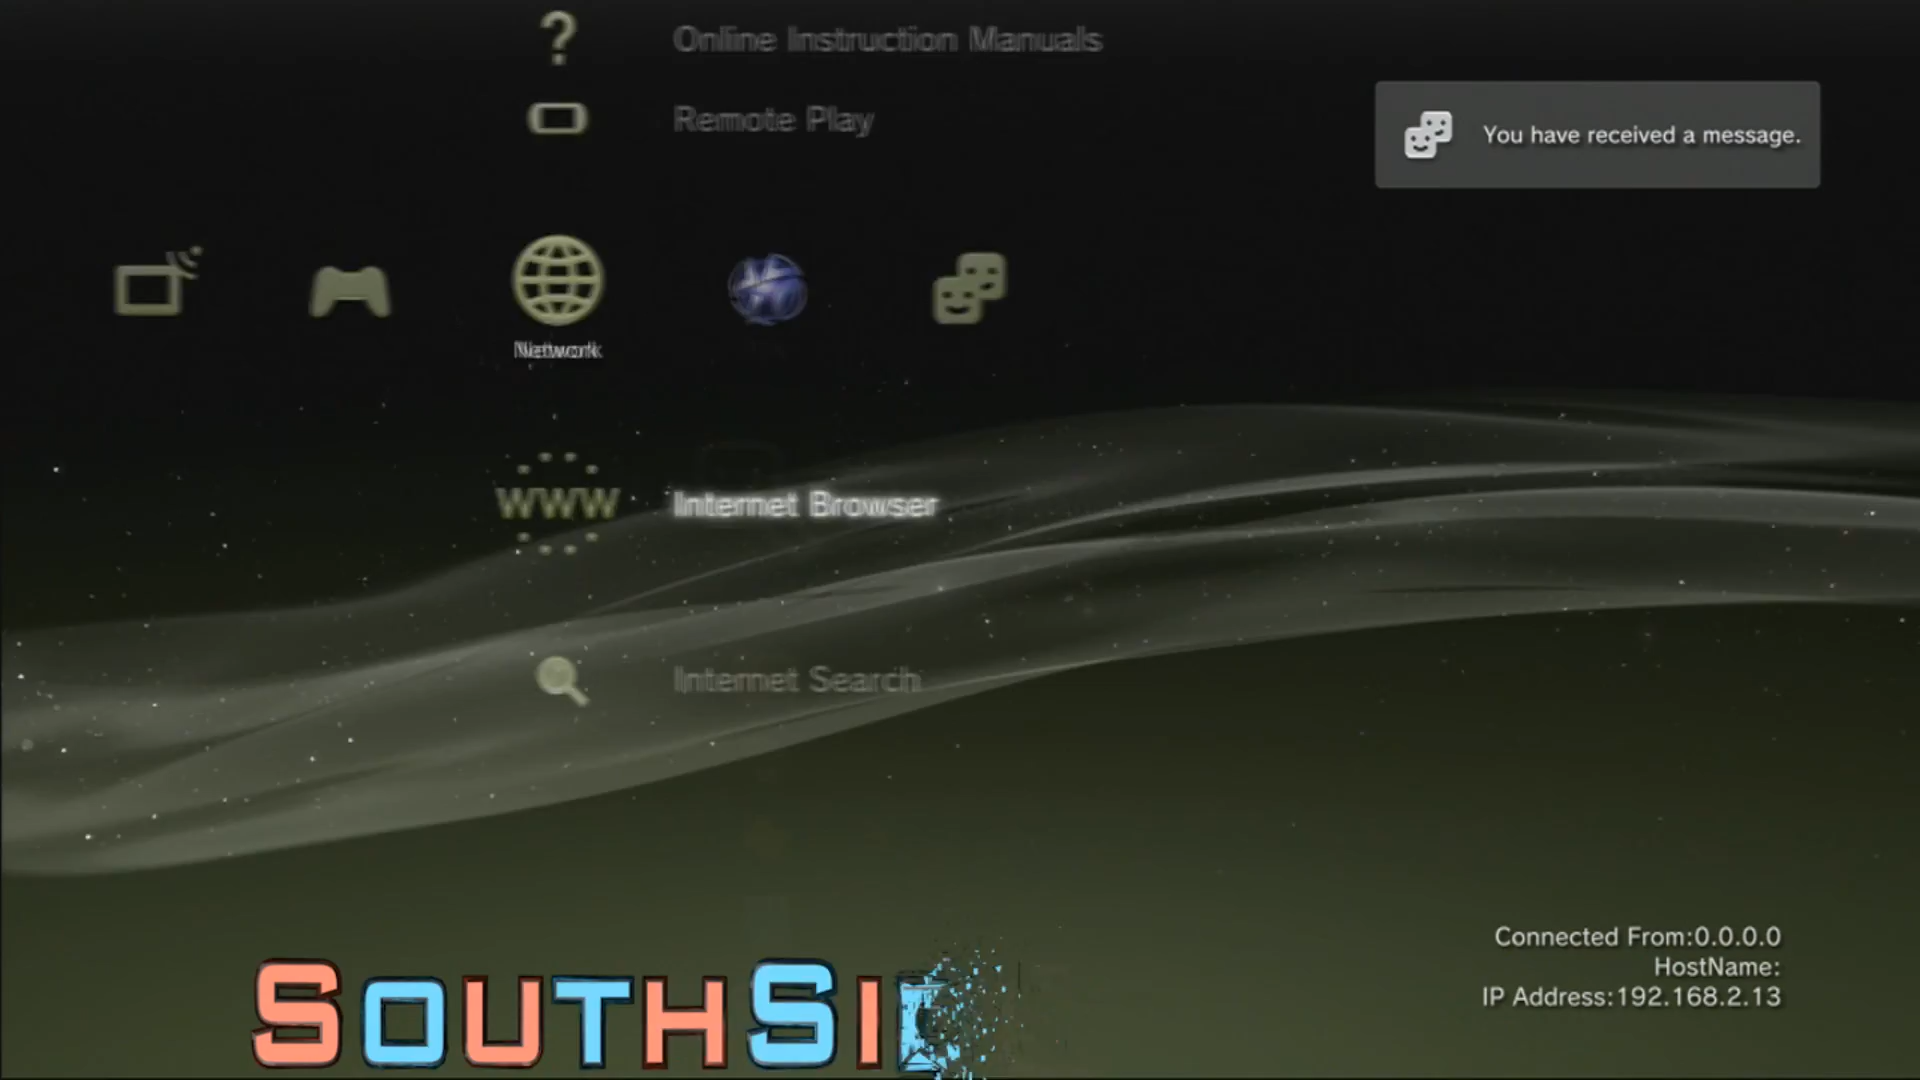 Online Instruction Manuals
Remote Play
You have received a message.
Network
WWW
Internet Browser
Internet Search
Connected From:0.0.0.0
HostName:
IP Address:192.168.2.13
SOUTHSI